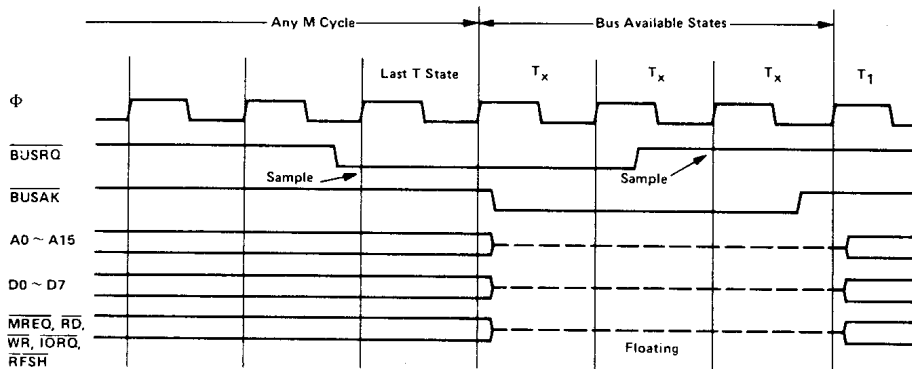 Any M Cycle
Bus Available States
Last T State
Tx
Tx
Tx
T1
Φ
BUSRQ
Sample
Sample
BUSAK
A0 ~ A15
D0 ~ D7
MREQ, RD,
WR, IORQ,
RFSH
Floating